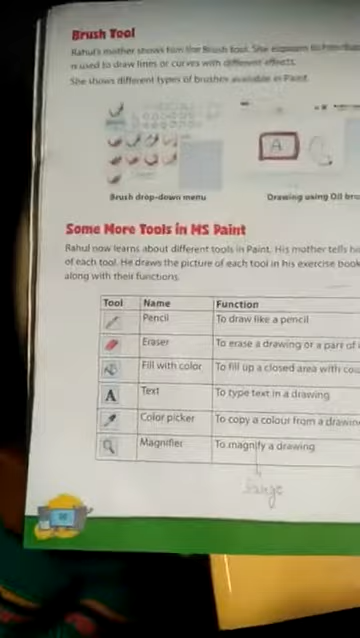 Brush Tool
Rahul's mother shows him the Brush tool. She explains
is used to draw lines or curves with different effects.
She shows different types of brushes available in Paint.
A
Brush drop-down menu
Drawing using Oil bru
Some More Tools in MS Paint
Rahul now learns about different tools in Paint. His mother tells hi
of each tool. He draws the picture of each tool in his exercise book
along with their functions.
Tool Name Function
Pencil To draw like a pencil
Eraser To erase a drawing or a part of
Fill with color To fill up a closed area with cou
A Text To type text in a drawing
Color picker To copy a colour from a drawin
Magnifier To magnify a drawing